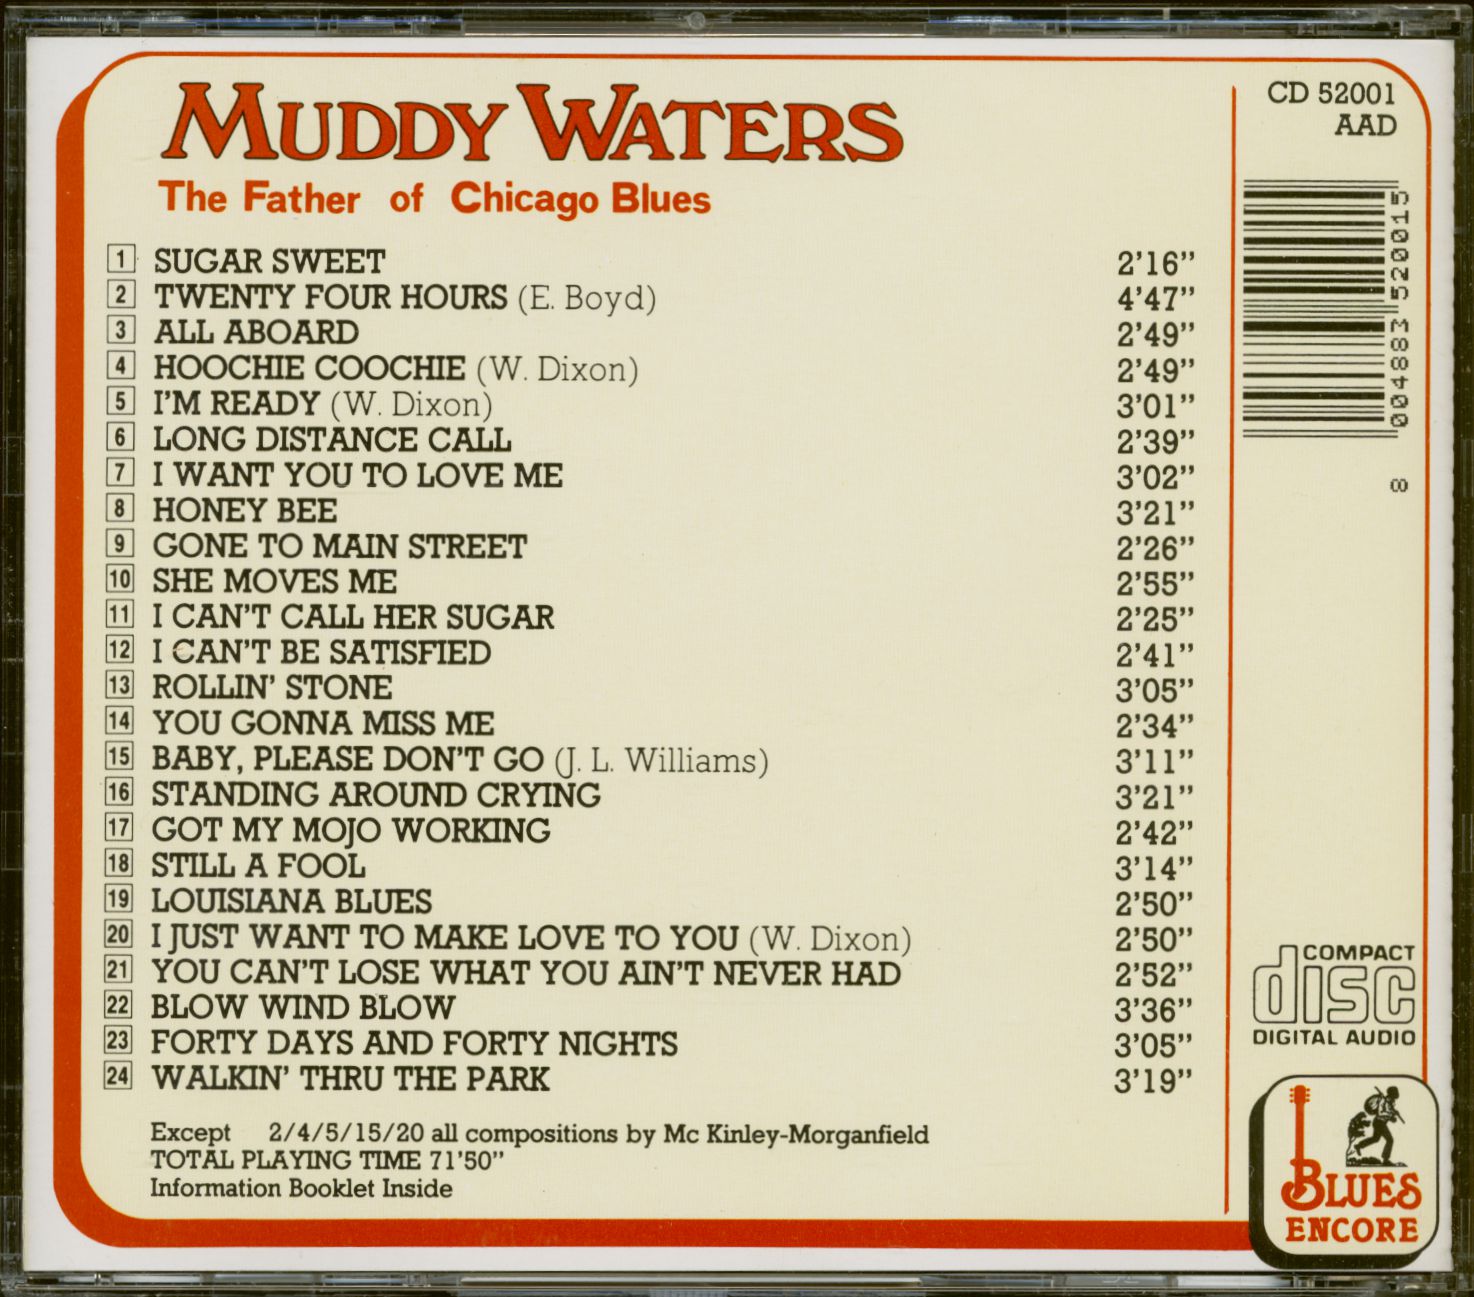 MUDDY WATERS
The Father of Chicago Blues
CD 52001
AAD
1 SUGAR SWEET 2'16"
2 TWENTY FOUR HOURS (E. Boyd) 4'47"
3 ALL ABOARD 2'49"
4 HOOCHIE COOCHIE (W. Dixon) 2'49"
5 I'M READY (W. Dixon) 3'01"
6 LONG DISTANCE CALL 2'39"
7 I WANT YOU TO LOVE ME 3'02"
8 HONEY BEE 3'21"
9 GONE TO MAIN STREET 2'26"
10 SHE MOVES ME 2'55"
11 I CAN'T CALL HER SUGAR 2'25"
12 I CAN'T BE SATISFIED 2'41"
13 ROLLIN' STONE 3'05"
14 YOU GONNA MISS ME 2'34"
15 BABY, PLEASE DON'T GO (J. L. Williams) 3'11"
16 STANDING AROUND CRYING 3'21"
17 GOT MY MOJO WORKING 2'42"
18 STILL A FOOL 3'14"
19 LOUISIANA BLUES 2'50"
20 I JUST WANT TO MAKE LOVE TO YOU (W. Dixon) 2'50"
21 YOU CAN'T LOSE WHAT YOU AIN'T NEVER HAD 2'52"
22 BLOW WIND BLOW 3'36"
23 FORTY DAYS AND FORTY NIGHTS 3'05"
24 WALKIN' THRU THE PARK 3'19"
Except 2/4/5/15/20 all compositions by Mc Kinley-Morganfield
TOTAL PLAYING TIME 71'50"
Information Booklet Inside
8 004883 520015
COMPACT
disc
DIGITAL AUDIO
BLUES
ENCORE